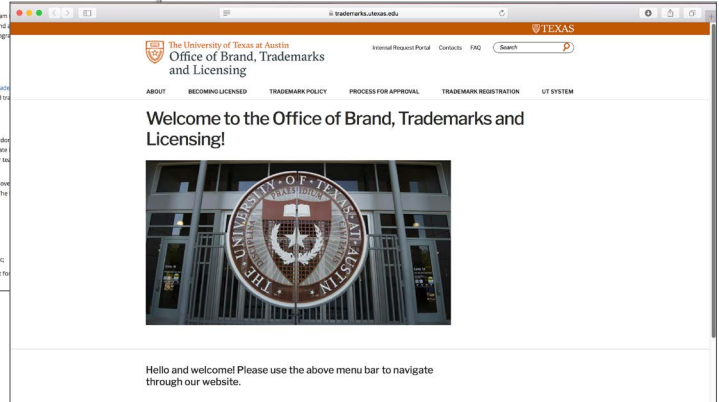 trademarks.utexas.edu
TEXAS
The University of Texas at Austin
Office of Brand, Trademarks
and Licensing
Internal Request Portal Contacts FAQ Search
ABOUT BECOMING LICENSED TRADEMARK POLICY PROCESS FOR APPROVAL TRADEMARK REGISTRATION UT SYSTEM
Welcome to the Office of Brand, Trademarks and
Licensing!
THE · UNIVERSITY · OF · TEXAS · AT · AUSTIN
PRAESIDIUM
DISCIPLINA
Hello and welcome! Please use the above menu bar to navigate
through our website.